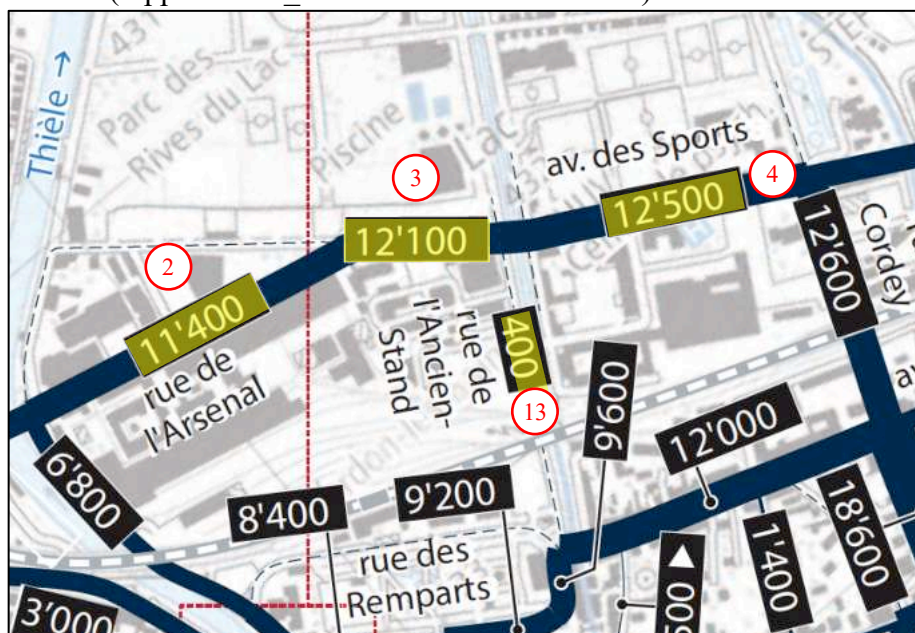 Thièle →
431
Parc des
Rives du Lac
Piscine
av. des Sports
3
4
12'500
12'100
12'600
Cordey
2
11'400
rue de
l'Arsenal
rue de
l'Ancien-
Stand
400
13
9'600
12'000
6'800
8'400
9'200
rue des
Remparts
1'400
18'600
3'000